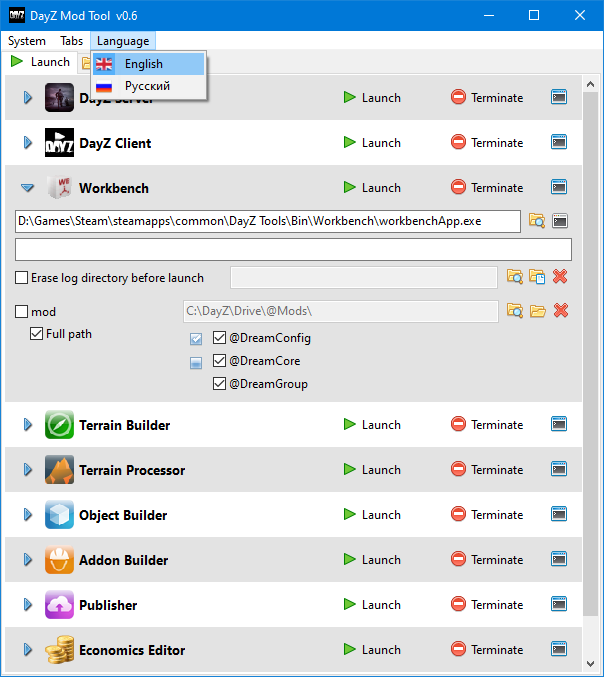 DayZ Mod Tool v0.6
System Tabs Language
Launch
English
Русский
DayZ Server Launch Terminate
DayZ Client Launch Terminate
Workbench Launch Terminate
D:\Games\Steam\steamapps\common\DayZ Tools\Bin\Workbench\workbenchApp.exe
Erase log directory before launch
mod C:\DayZ\Drive\@Mods\
Full path
@DreamConfig
@DreamCore
@DreamGroup
Terrain Builder Launch Terminate
Terrain Processor Launch Terminate
Object Builder Launch Terminate
Addon Builder Launch Terminate
Publisher Launch Terminate
Economics Editor Launch Terminate